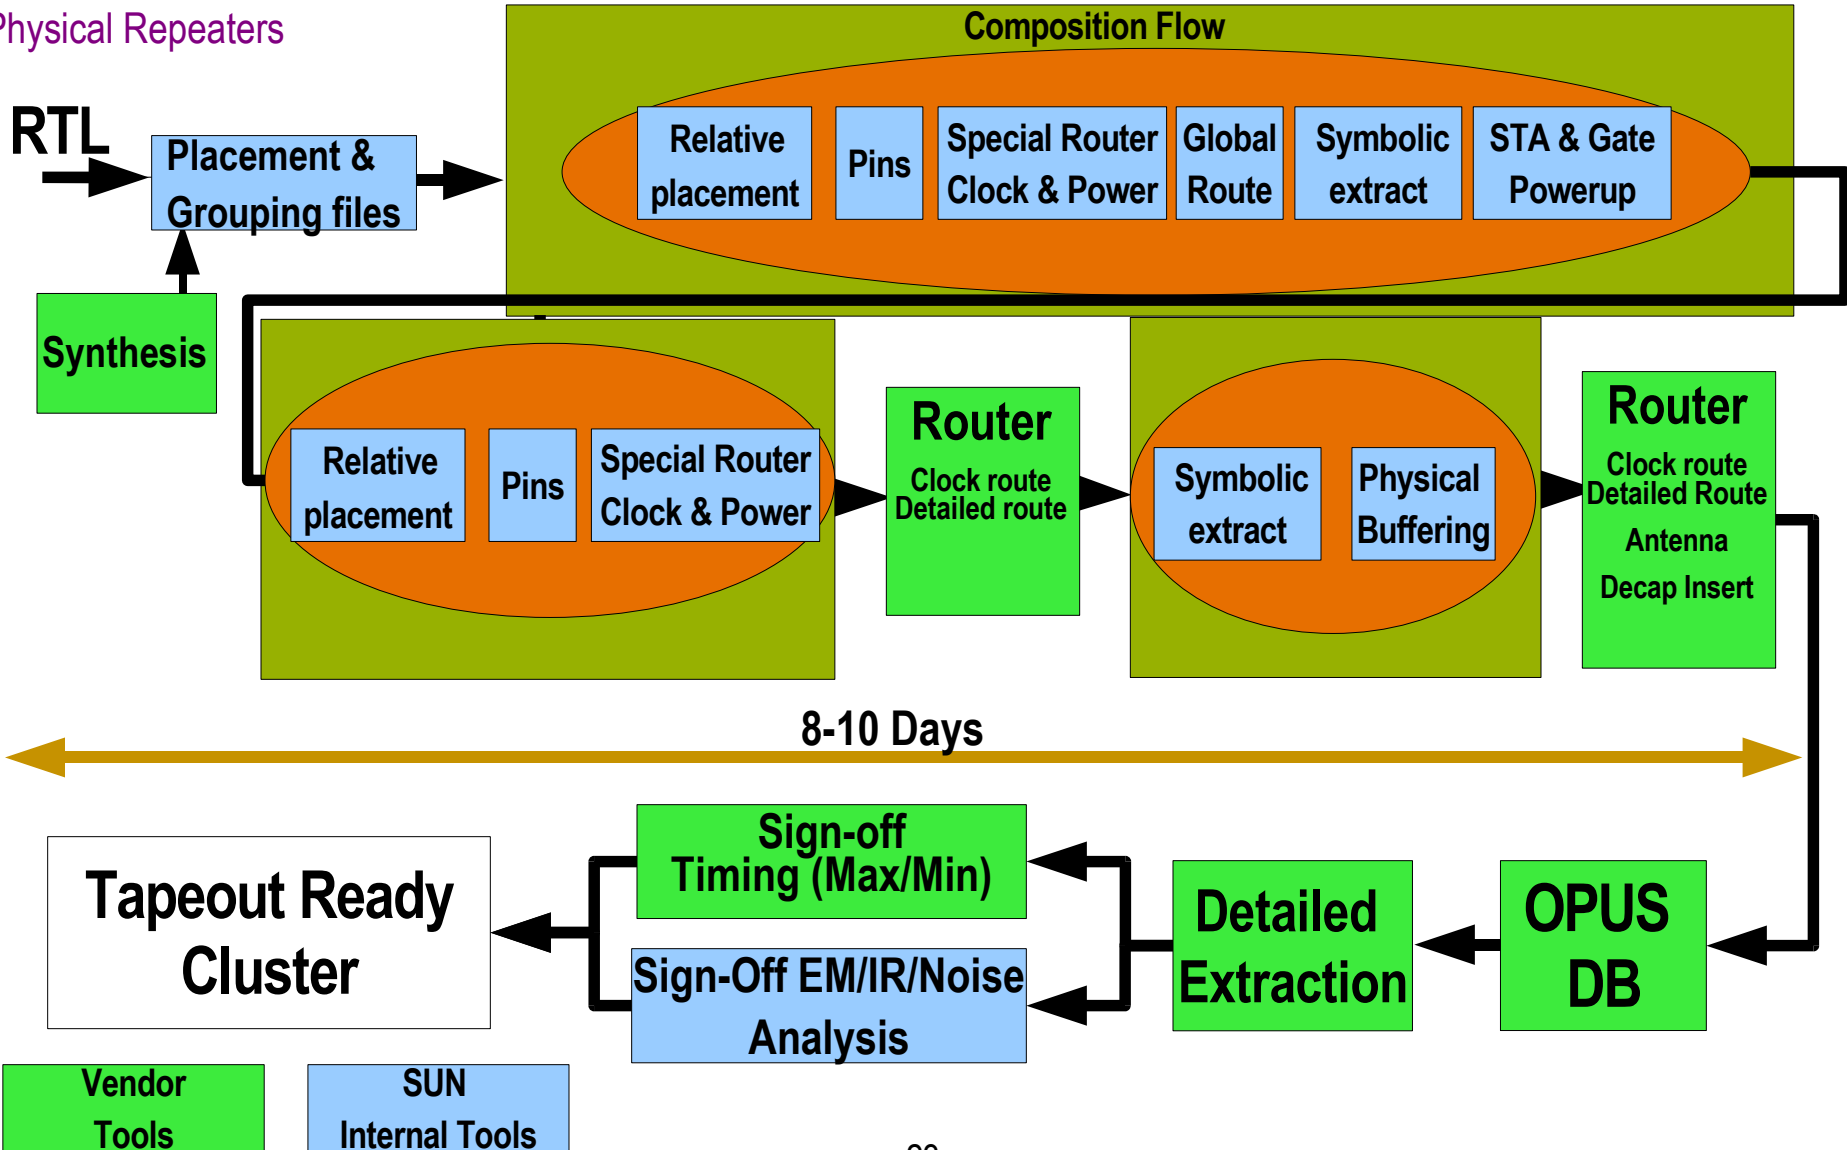 Physical Repeaters
Composition Flow
RTL
Placement &
Grouping files
Relative
placement
Pins
Special Router
Clock & Power
Global
Route
Symbolic
extract
STA & Gate
Powerup
Synthesis
Relative
placement
Pins
Special Router
Clock & Power
Router
Clock route
Detailed route
Symbolic
extract
Physical
Buffering
Router
Clock route
Detailed Route
Antenna
Decap Insert
8-10 Days
Tapeout Ready
Cluster
Sign-off
Timing (Max/Min)
Sign-Off EM/IR/Noise
Analysis
Detailed
Extraction
OPUS
DB
Vendor
Tools
SUN
Internal Tools